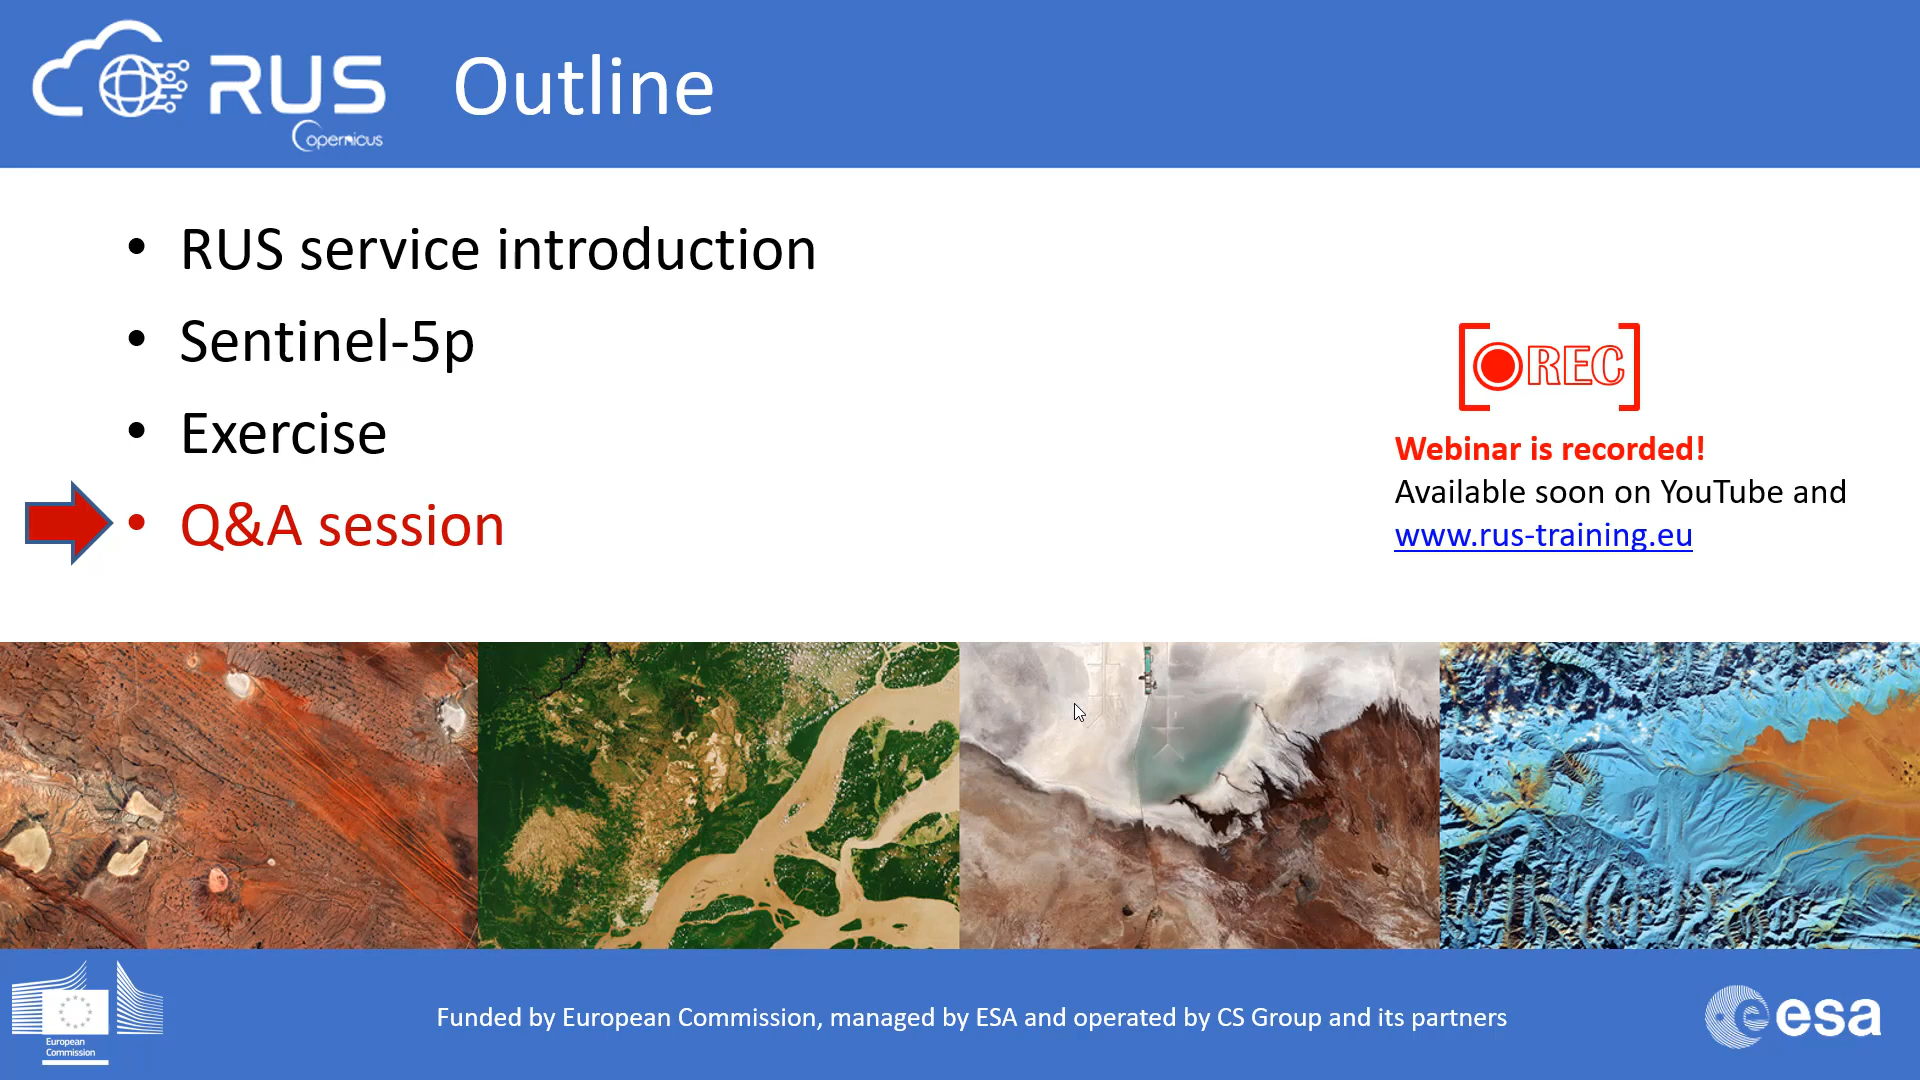 RUS
Copernicus
Outline
• RUS service introduction
• Sentinel-5p
• Exercise
• Q&A session
REC
Webinar is recorded!
Available soon on YouTube and
www.rus-training.eu
European
Commission
Funded by European Commission, managed by ESA and operated by CS Group and its partners
esa